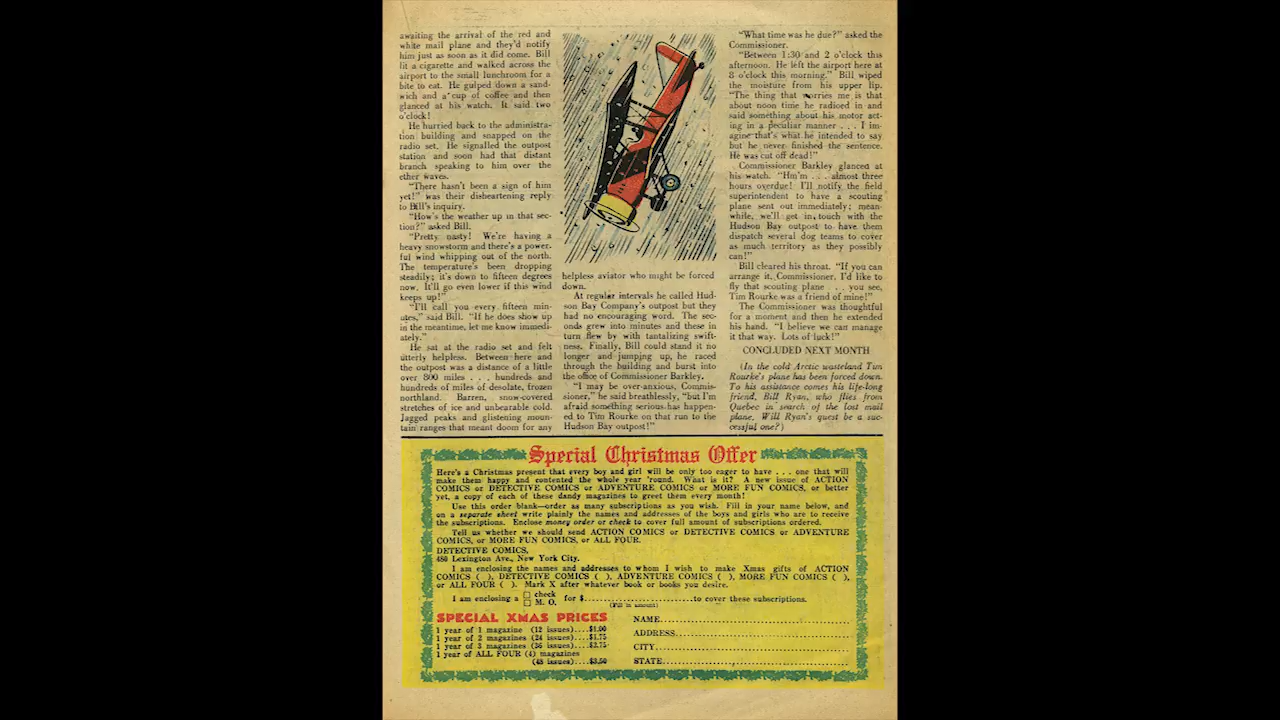 awaiting the arrival of the red and
white mail plane and they'd notify
him just as soon as it did come. Bill
lit a cigarette and walked across the
airport to the small lunchroom for a
bite to eat. He gulped down a sand-
wich and a cup of coffee and then
glanced at his watch. It said two
o'clock!
He hurried back to the administra-
tion building and snapped on the
radio set. He signalled the outpost
station and soon had that distant
branch speaking to him over the
ether waves.
"There hasn't been a sign of him
yet!" was their disheartening reply
to Bill's inquiry.
"How's the weather up in that sec-
tion?" asked Bill.
"Pretty nasty! We're having a
heavy snowstorm and there's a power-
ful wind whipping out of the north.
The temperature's been dropping
steadily; it's down to fifteen degrees
now. It'll go even lower if this wind
keeps up!"
"I'll call you every fifteen min-
utes," said Bill. "If he does show up
in the meantime, let me know immedi-
ately."
He sat at the radio set and felt
utterly helpless. Between here and
the outpost was a distance of a little
over 800 miles . . . hundreds and
hundreds of miles of desolate, frozen
northland. Barren, snow-covered
stretches of ice and unbearable cold.
Jagged peaks and glistening moun-
tain ranges that meant doom for any
helpless aviator who might be forced
down.
At regular intervals he called Hud-
son Bay Company's outpost but they
had no encouraging word. The sec-
onds grew into minutes and these in
turn flew by with tantalizing swift-
ness. Finally, Bill could stand it no
longer and jumping up, he raced
through the building and burst into
the office of Commissioner Barkley.
"I may be over-anxious, Commis-
sioner," he said breathlessly, "but I'm
afraid something serious has happen-
ed to Tim Rourke on that run to the
Hudson Bay outpost!"
"What time was he due?" asked the
Commissioner.
"Between 1:30 and 2 o'clock this
afternoon. He left the airport here at
8 o'clock this morning." Bill wiped
the moisture from his upper lip.
"The thing that worries me is that
about noon time he radioed in and
said something about his motor act-
ing in a peculiar manner . . . I im-
agine that's what he intended to say
but he never finished the sentence.
He was cut off dead!"
Commissioner Barkley glanced at
his watch. "Hm'm . . . almost three
hours overdue! I'll notify the field
superintendent to have a scouting
plane sent out immediately; mean-
while, we'll get in touch with the
Hudson Bay outpost to have them
dispatch several dog teams to cover
as much territory as they possibly
can!"
Bill cleared his throat. "If you can
arrange it, Commissioner, I'd like to
fly that scouting plane . . . you see,
Tim Rourke was a friend of mine!"
The Commissioner was thoughtful
for a moment and then he extended
his hand. "I believe we can manage
it that way. Lots of luck!"
CONCLUDED NEXT MONTH
(In the cold Arctic wasteland Tim
Rourke's plane has been forced down.
To his assistance comes his life-long
friend, Bill Ryan, who flies from
Quebec in search of the lost mail
plane. Will Ryan's quest be a suc-
cessful one?)
Special Christmas Offer
Here's a Christmas present that every boy and girl will be only too eager to have . . . one that will
make them happy and contented the whole year 'round. What is it? A new issue of ACTION
COMICS or DETECTIVE COMICS or ADVENTURE COMICS or MORE FUN COMICS, or better
yet, a copy of each of these dandy magazines to greet them every month!
Use this order blank—order as many subscriptions as you wish. Fill in your name below, and
on a separate sheet write plainly the names and addresses of the boys and girls who are to receive
the subscriptions. Enclose money order or check to cover full amount of subscriptions ordered.
Tell us whether we should send ACTION COMICS or DETECTIVE COMICS or ADVENTURE
COMICS, or MORE FUN COMICS, or ALL FOUR.
DETECTIVE COMICS,
480 Lexington Ave., New York City.
I am enclosing the names and addresses to whom I wish to make Xmas gifts of ACTION
COMICS ( ), DETECTIVE COMICS ( ), ADVENTURE COMICS ( ), MORE FUN COMICS ( ),
or ALL FOUR ( ). Mark X after whatever book or books you desire.
I am enclosing a □ check □ M. O. for $..............................to cover these subscriptions.
(Fill in amount)
SPECIAL XMAS PRICES
1 year of 1 magazine (12 issues)....$1.00
1 year of 2 magazines (24 issues)....$1.75
1 year of 3 magazines (36 issues)....$2.75
1 year of ALL FOUR (4) magazines
(48 issues)....$3.50
NAME..............................
ADDRESS..............................
CITY..............................
STATE..............................